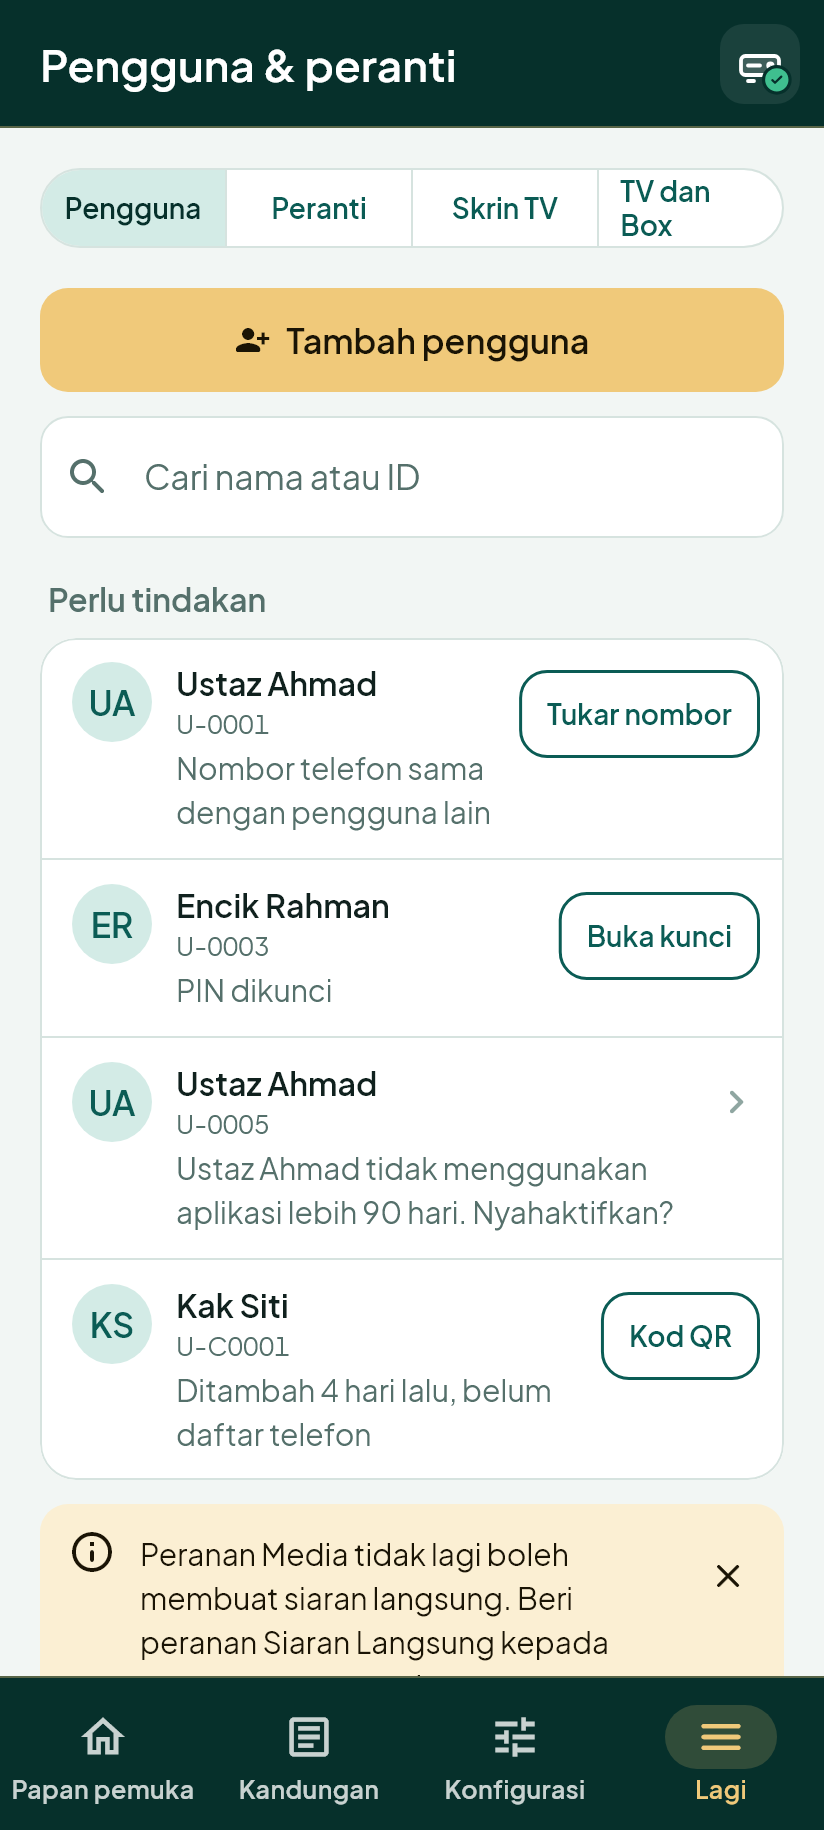 Pengguna & peranti
Pengguna
Peranti
Skrin TV
TV dan
Box
Tambah pengguna
Cari nama atau ID
Perlu tindakan
UA
Ustaz Ahmad
U-0001
Nombor telefon sama
dengan pengguna lain
Tukar nombor
ER
Encik Rahman
U-0003
PIN dikunci
Buka kunci
UA
Ustaz Ahmad
U-0005
Ustaz Ahmad tidak menggunakan
aplikasi lebih 90 hari. Nyahaktifkan?
KS
Kak Siti
U-C0001
Ditambah 4 hari lalu, belum
daftar telefon
Kod QR
Peranan Media tidak lagi boleh
membuat siaran langsung. Beri
peranan Siaran Langsung kepada
Papan pemuka
Kandungan
Konfigurasi
Lagi